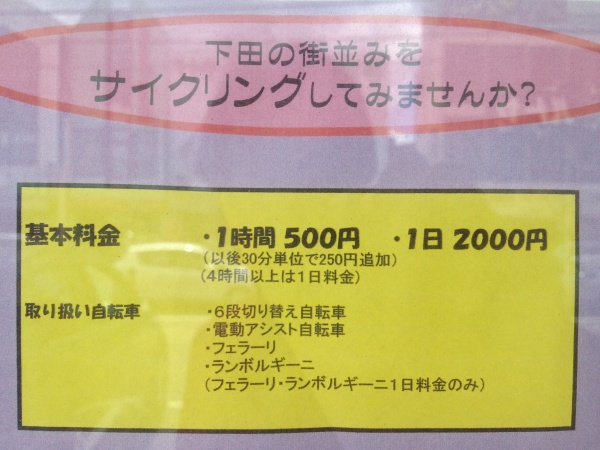 下田の街並みを
サイクリングしてみませんか?
基本料金 ・1時間 500円 ・1日 2000円
(以後30分単位で250円追加)
(4時間以上は1日料金)
取り扱い自転車 ・6段切り替え自転車
・電動アシスト自転車
・フェラーリ
・ランボルギーニ
(フェラーリ・ランボルギーニ1日料金のみ)